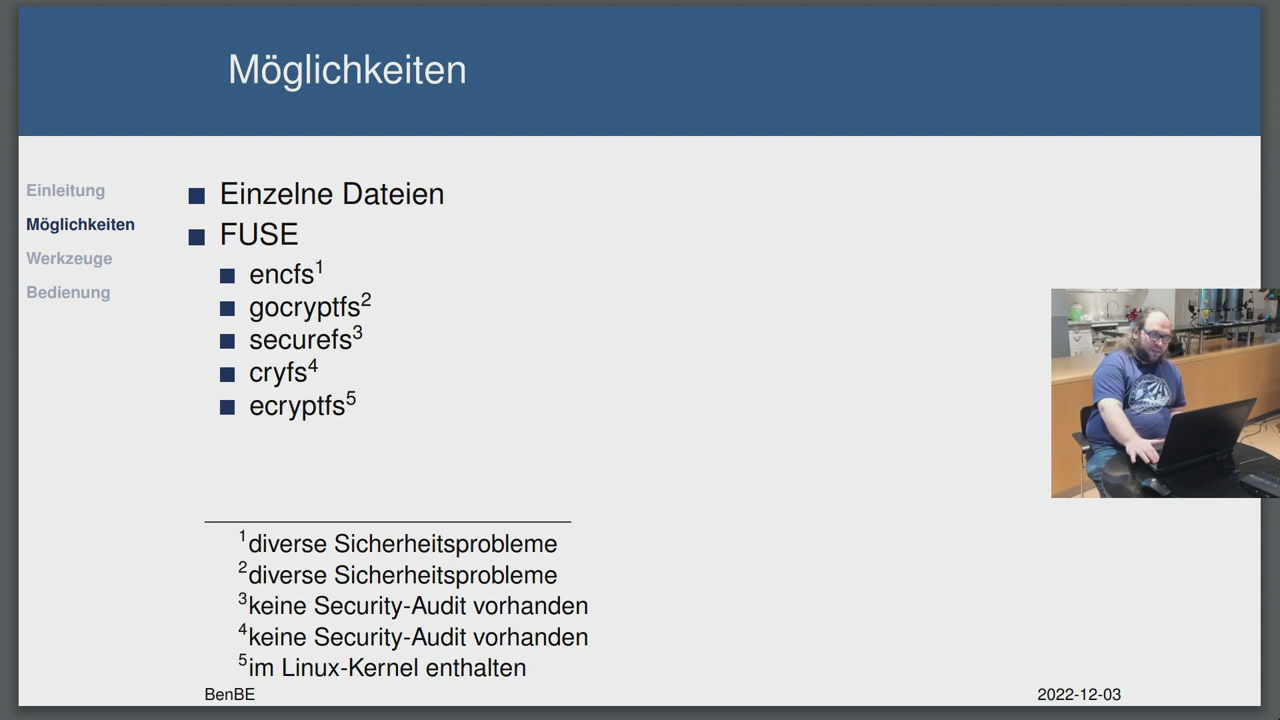 Möglichkeiten
Einleitung
Möglichkeiten
Werkzeuge
Bedienung
Einzelne Dateien
FUSE
encfs1
gocryptfs2
securefs3
cryfs4
ecryptfs5
1diverse Sicherheitsprobleme
2diverse Sicherheitsprobleme
3keine Security-Audit vorhanden
4keine Security-Audit vorhanden
5im Linux-Kernel enthalten
BenBE
2022-12-03